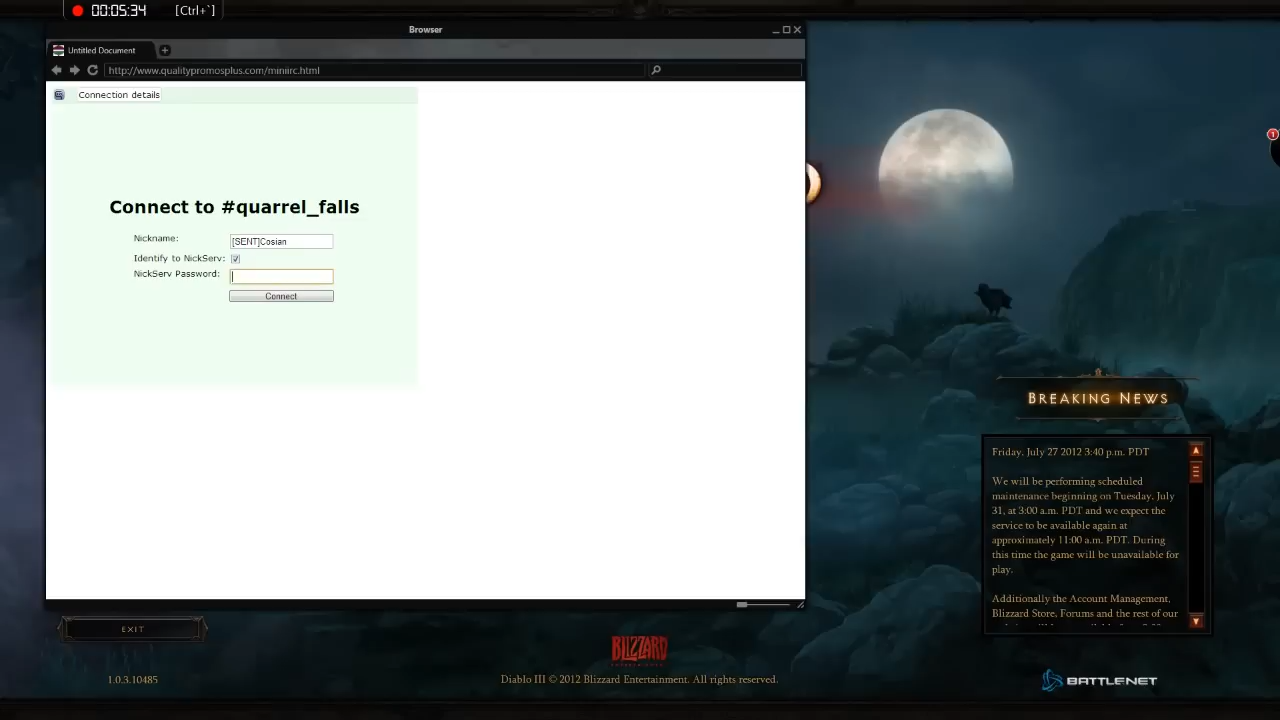 00:05:34 [Ctrl+`]
Browser
Untitled Document
http://www.qualitypromosplus.com/miniirc.html
Connection details
Connect to #quarrel_falls
Nickname: [SENT]Cosian
Identify to NickServ:
NickServ Password:
Connect
1
BREAKING NEWS
Friday, July 27 2012 3:40 p.m. PDT
We will be performing scheduled
maintenance beginning on Tuesday, July
31, at 3:00 a.m. PDT and we expect the
service to be available again at
approximately 11:00 a.m. PDT. During
this time the game will be unavailable for
play.
Additionally the Account Management,
Blizzard Store, Forums and the rest of our
EXIT
BLIZZARD
1.0.3.10485
Diablo III © 2012 Blizzard Entertainment. All rights reserved.
BATTLE.NET